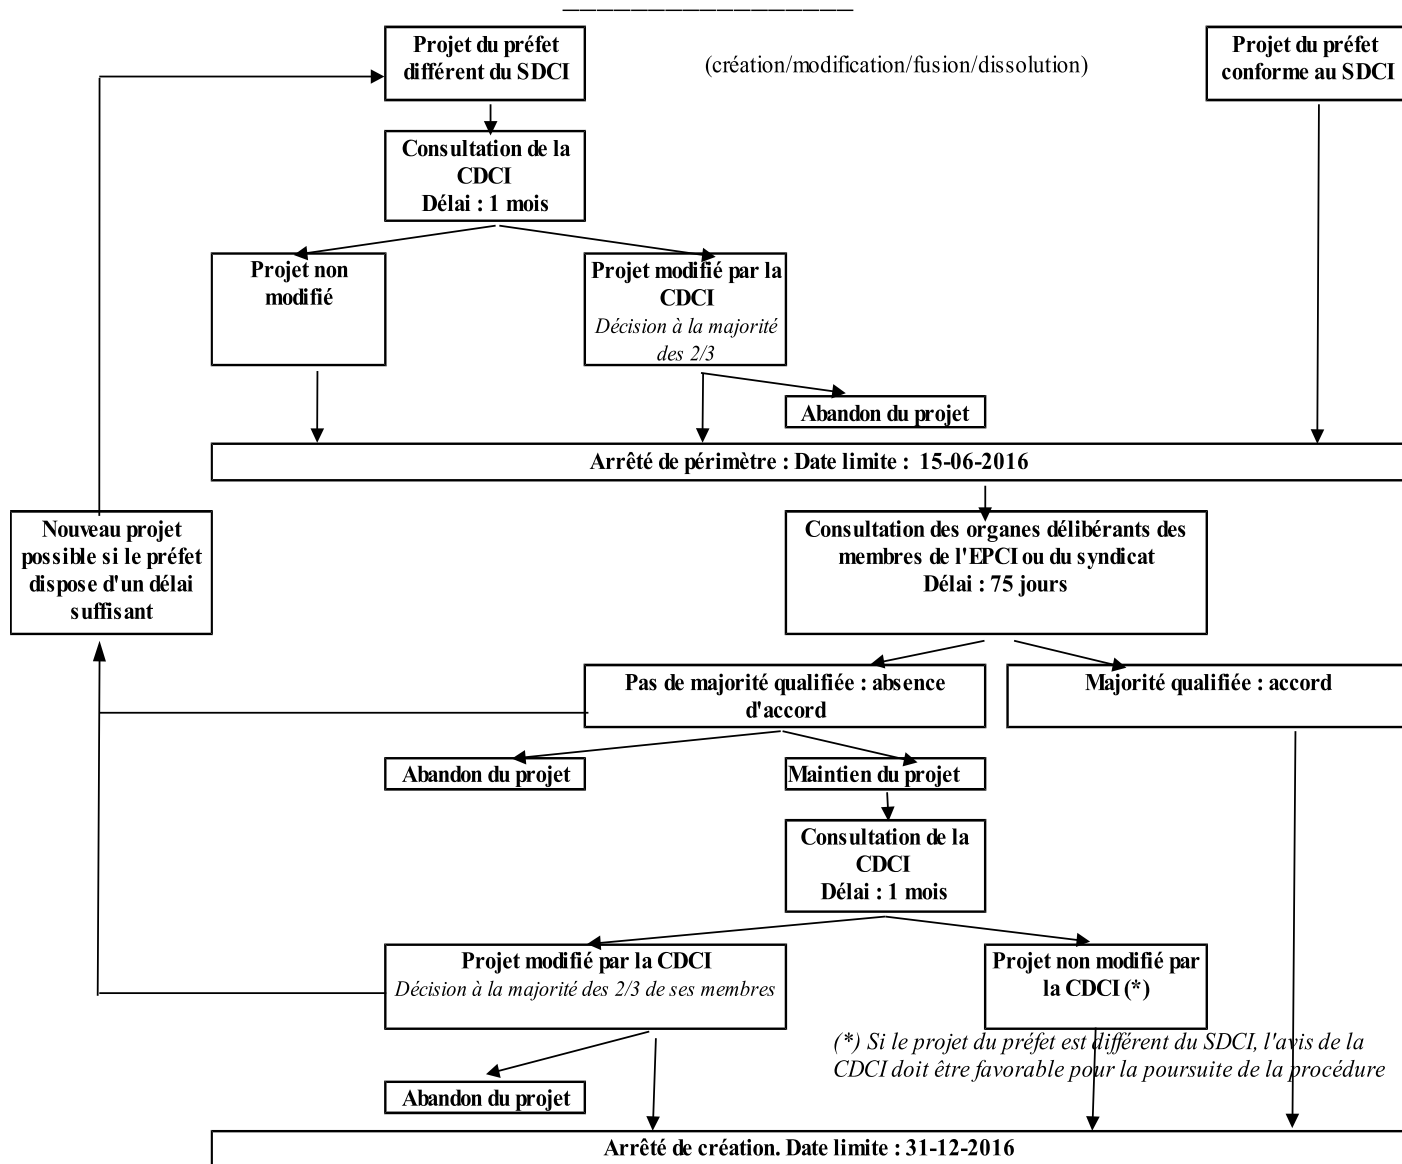 Projet du préfet
différent du SDCI
(création/modification/fusion/dissolution)
Projet du préfet
conforme au SDCI
Consultation de la
CDCI
Délai : 1 mois
Projet non
modifié
Projet modifié par la
CDCI
Décision à la majorité
des 2/3
Abandon du projet
Arrêté de périmètre : Date limite : 15-06-2016
Nouveau projet
possible si le préfet
dispose d'un délai
suffisant
Consultation des organes délibérants des
membres de l'EPCI ou du syndicat
Délai : 75 jours
Pas de majorité qualifiée : absence
d'accord
Majorité qualifiée : accord
Abandon du projet
Maintien du projet
Consultation de la
CDCI
Délai : 1 mois
Projet modifié par la CDCI
Décision à la majorité des 2/3 de ses membres
Projet non modifié par
la CDCI (*)
(*) Si le projet du préfet est différent du SDCI, l'avis de la
CDCI doit être favorable pour la poursuite de la procédure
Abandon du projet
Arrêté de création. Date limite : 31-12-2016